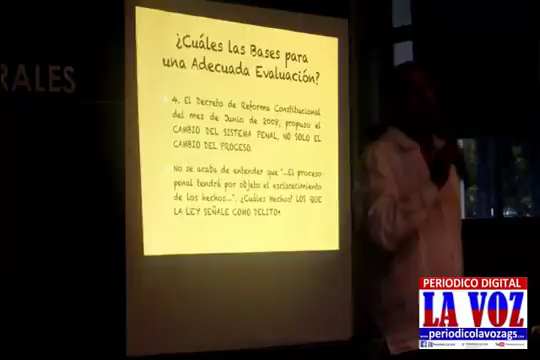 RALES
¿Cuáles las Bases para
una Adecuada Evaluación?
4. El Decreto de Reforma Constitucional
del mes de Junio de 2008, propuso el
CAMBIO DEL SISTEMA PENAL, NO SOLO EL
CAMBIO DEL PROCESO.
No se acaba de entender que "...El proceso
penal tendrá por objeto el esclarecimiento
de los hechos...", ¿Cuáles Hechos? LOS QUE
LA LEY SEÑALE COMO DELITO*
PERIODICO DIGITAL
LA VOZ
www.periodicolavozags.com